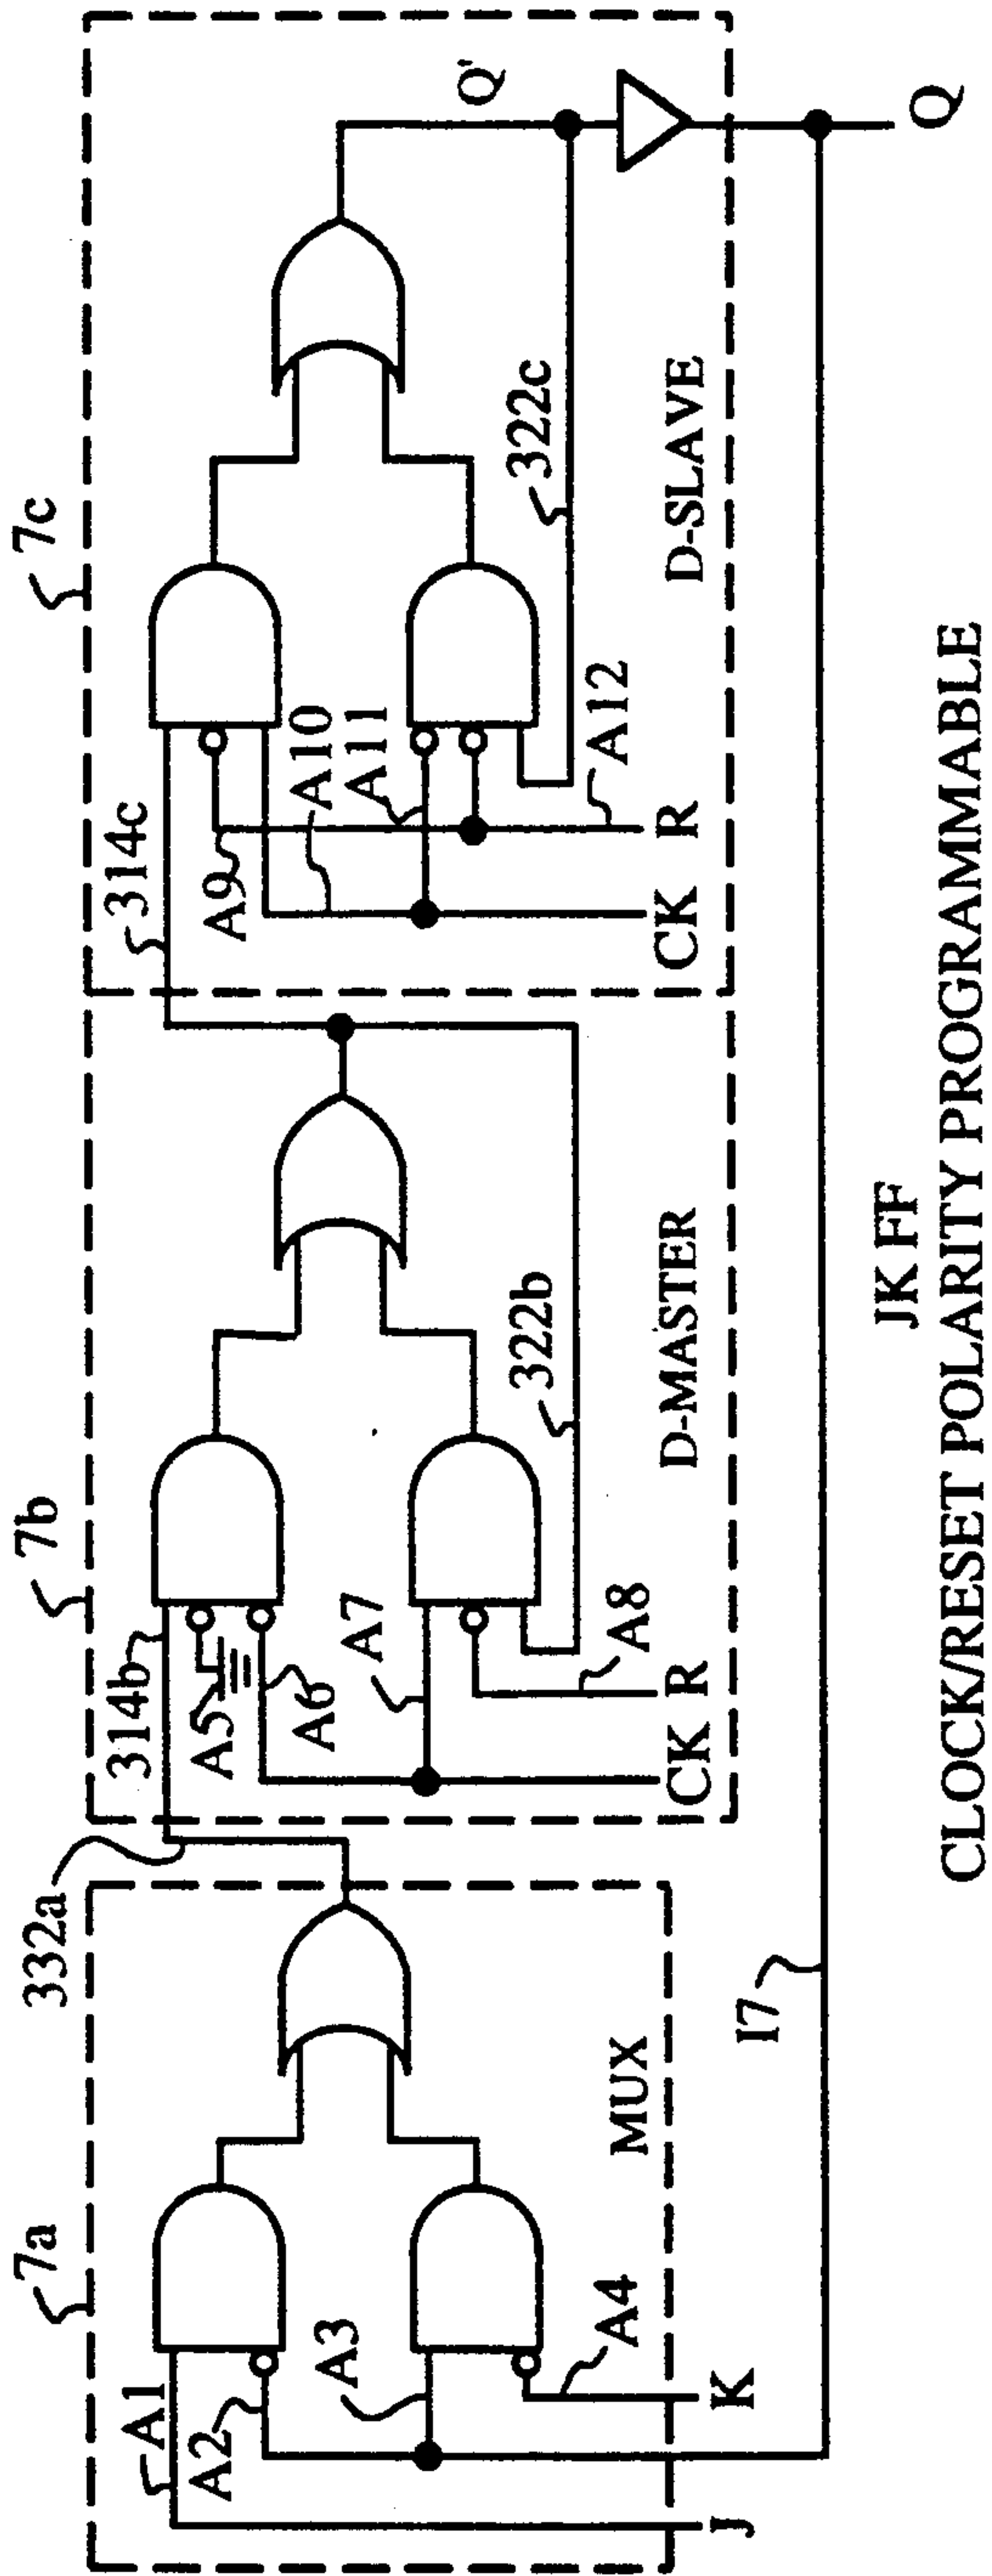 7a
7b
7c
332a
314b
314c
A1
A2
A3
A4
J
K
MUX
A5
A6
A7
A8
CK
R
322b
D-MASTER
A9
A10
A11
A12
CK
R
322c
D-SLAVE
Q'
Q
I7
JK FF
CLOCK/RESET POLARITY PROGRAMMABLE